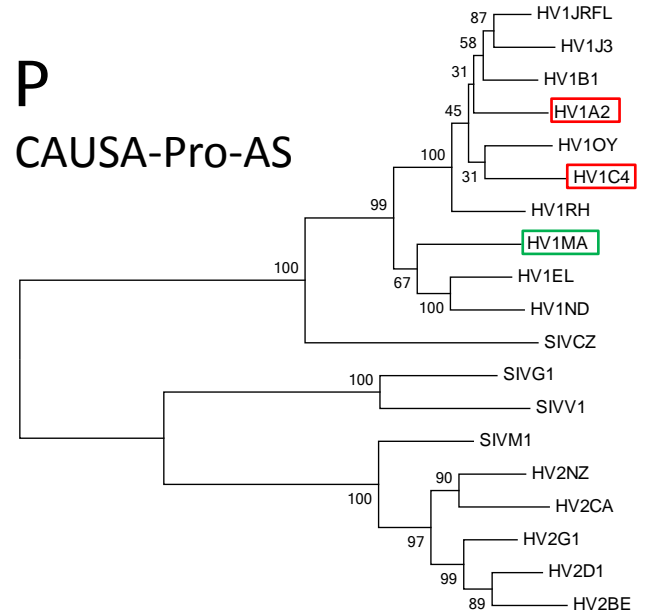 87
HV1JRFL
58
HV1J3
31
HV1B1
P
45
HV1A2
CAUSA-Pro-AS
HV1OY
100
31
HV1C4
99
HV1RH
HV1MA
100
67
HV1EL
100
HV1ND
SIVCZ
100
SIVG1
SIVV1
SIVM1
100
90
HV2NZ
HV2CA
97
HV2G1
99
HV2D1
89
HV2BE